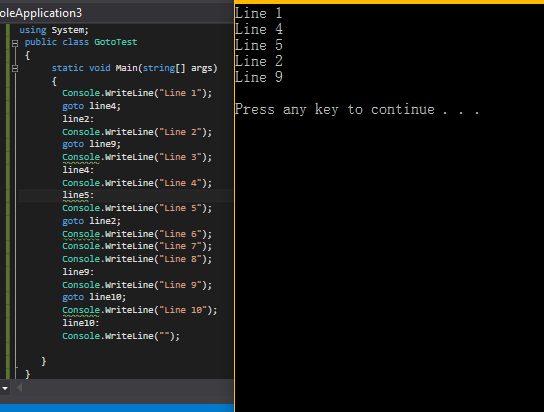 oleApplication3
using System;
public class GotoTest
{
static void Main(string[] args)
{
Console.WriteLine("Line 1");
goto line4;
line2:
Console.WriteLine("Line 2");
goto line9;
Console.WriteLine("Line 3");
line4:
Console.WriteLine("Line 4");
line5:
Console.WriteLine("Line 5");
goto line2;
Console.WriteLine("Line 6");
Console.WriteLine("Line 7");
Console.WriteLine("Line 8");
line9:
Console.WriteLine("Line 9");
goto line10;
Console.WriteLine("Line 10");
line10:
Console.WriteLine("");
}
}
Line 1
Line 4
Line 5
Line 2
Line 9
Press any key to continue . . .